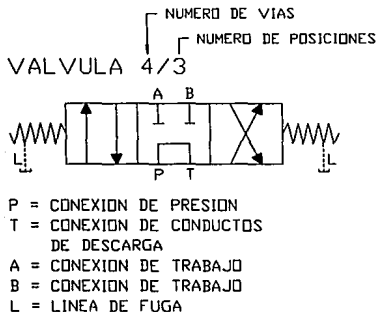 NUMERO DE VIAS
NUMERO DE POSICIONES
VALVULA 4/3
A B
L L
P T
P = CONEXION DE PRESION
T = CONEXION DE CONDUCTOS
DE DESCARGA
A = CONEXION DE TRABAJO
B = CONEXION DE TRABAJO
L = LINEA DE FUGA